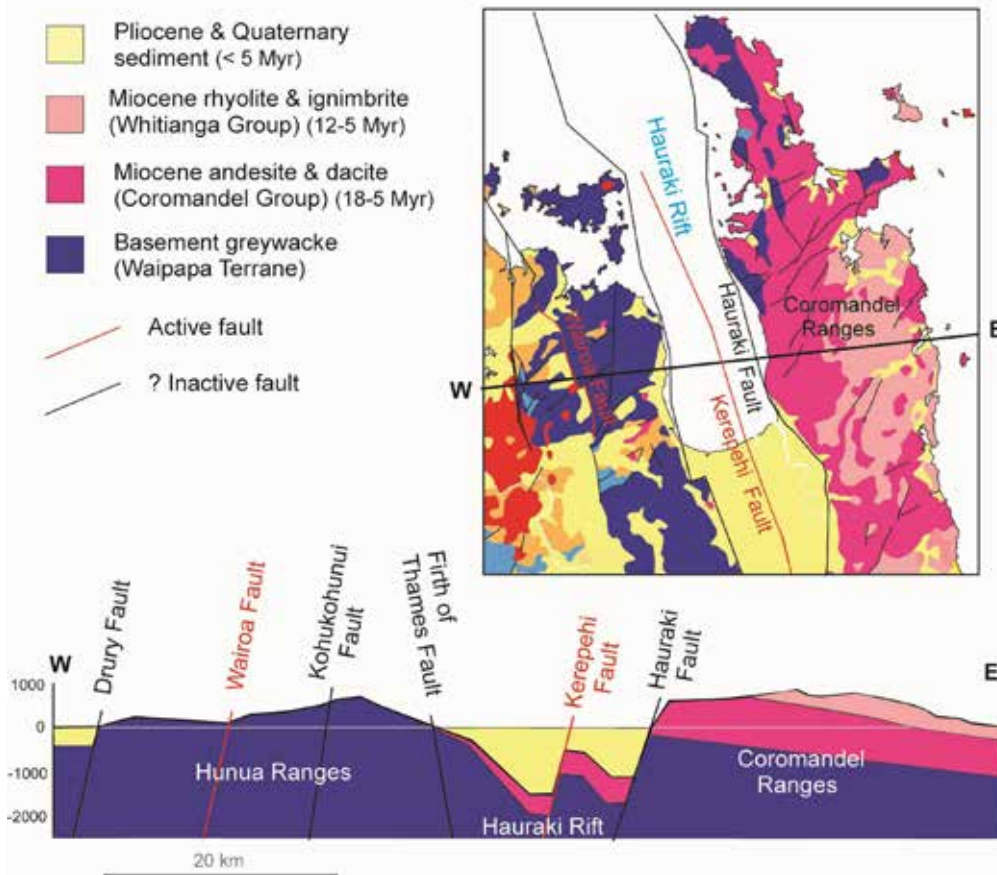 Pliocene & Quaternary
sediment (< 5 Myr)
Miocene rhyolite & ignimbrite
(Whitianga Group) (12-5 Myr)
Miocene andesite & dacite
(Coromandel Group) (18-5 Myr)
Basement greywacke
(Waipapa Terrane)
Active fault
? Inactive fault
Hauraki Rift
Hauraki Fault
Kerepehi Fault
Wairoa Fault
Coromandel
Ranges
W
E
W
E
Drury Fault
Wairoa Fault
Kohukohunui
Fault
Firth of
Thames Fault
Kerepehi
Fault
Hauraki
Fault
1000
0
-1000
-2000
Hunua Ranges
Hauraki Rift
Coromandel
Ranges
20 km